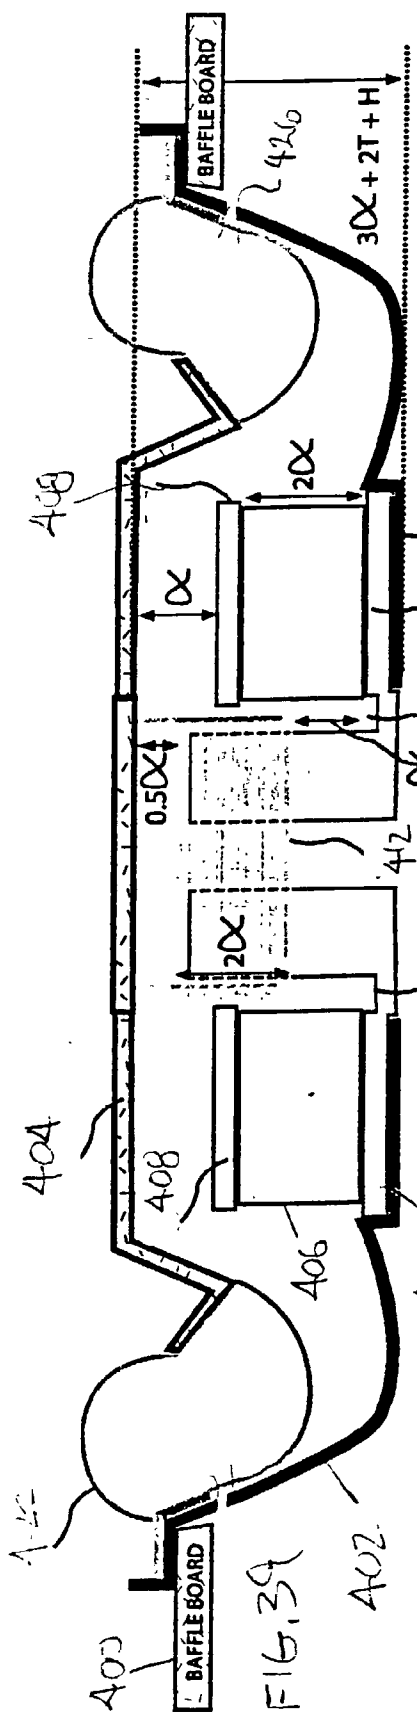 400
404
408
408
BAFFLE BOARD
BAFFLE BOARD
426
0.5α
α
2α
2α
3α + 2T + H
406
412
α
402
FIG.39